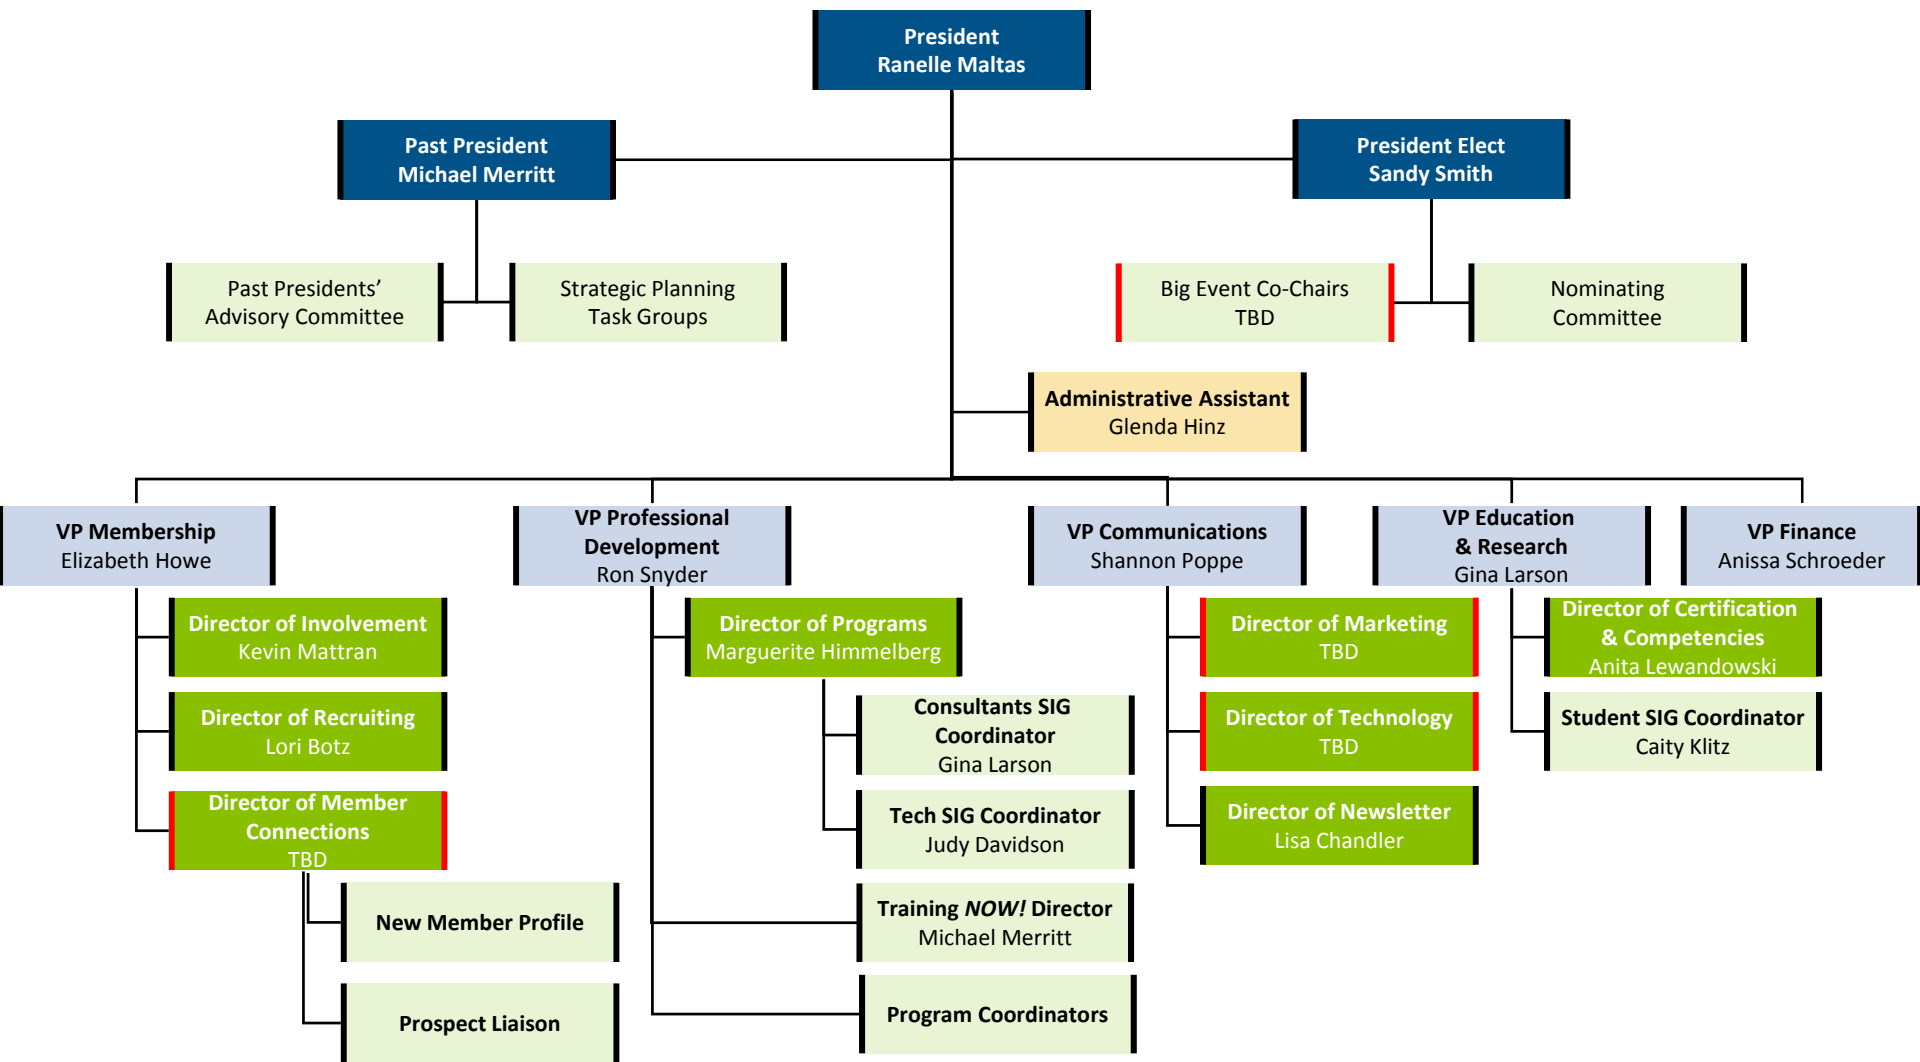 President
Ranelle Maltas
Past President
Michael Merritt
President Elect
Sandy Smith
Past Presidents’
Advisory Committee
Strategic Planning
Task Groups
Big Event Co-Chairs
TBD
Nominating
Committee
Administrative Assistant
Glenda Hinz
VP Membership
Elizabeth Howe
VP Professional
Development
Ron Snyder
VP Communications
Shannon Poppe
VP Education
& Research
Gina Larson
VP Finance
Anissa Schroeder
Director of Involvement
Kevin Mattran
Director of Recruiting
Lori Botz
Director of Member
Connections
TBD
New Member Profile
Prospect Liaison
Director of Programs
Marguerite Himmelberg
Consultants SIG
Coordinator
Gina Larson
Tech SIG Coordinator
Judy Davidson
Training NOW! Director
Michael Merritt
Program Coordinators
Director of Marketing
TBD
Director of Technology
TBD
Director of Newsletter
Lisa Chandler
Director of Certification
& Competencies
Anita Lewandowski
Student SIG Coordinator
Caity Klitz